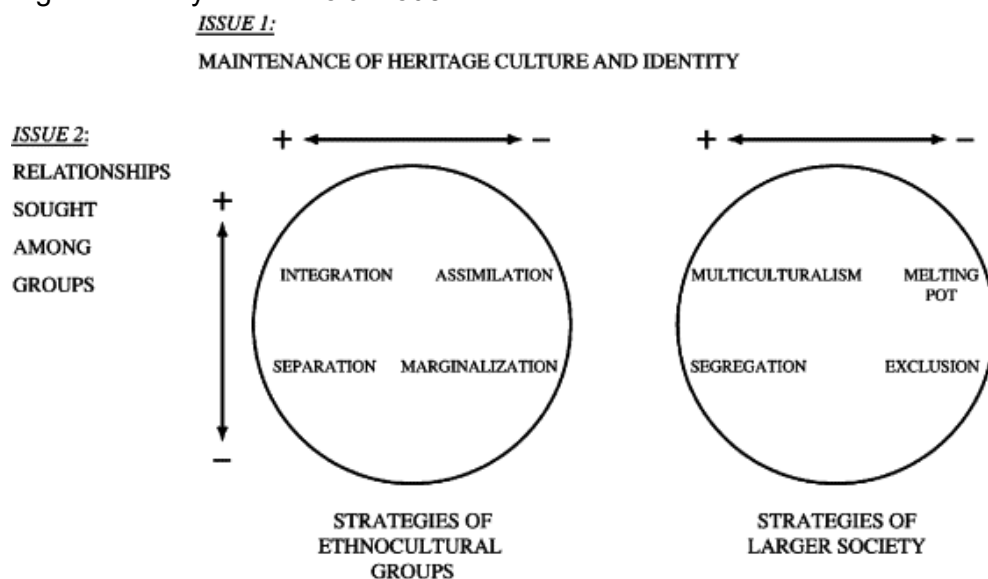 ISSUE 1:
MAINTENANCE OF HERITAGE CULTURE AND IDENTITY
ISSUE 2:
RELATIONSHIPS
SOUGHT
AMONG
GROUPS
+ −
+ −
+
−
INTEGRATION ASSIMILATION
SEPARATION MARGINALIZATION
MULTICULTURALISM MELTING
POT
SEGREGATION EXCLUSION
STRATEGIES OF
ETHNOCULTURAL
GROUPS
STRATEGIES OF
LARGER SOCIETY